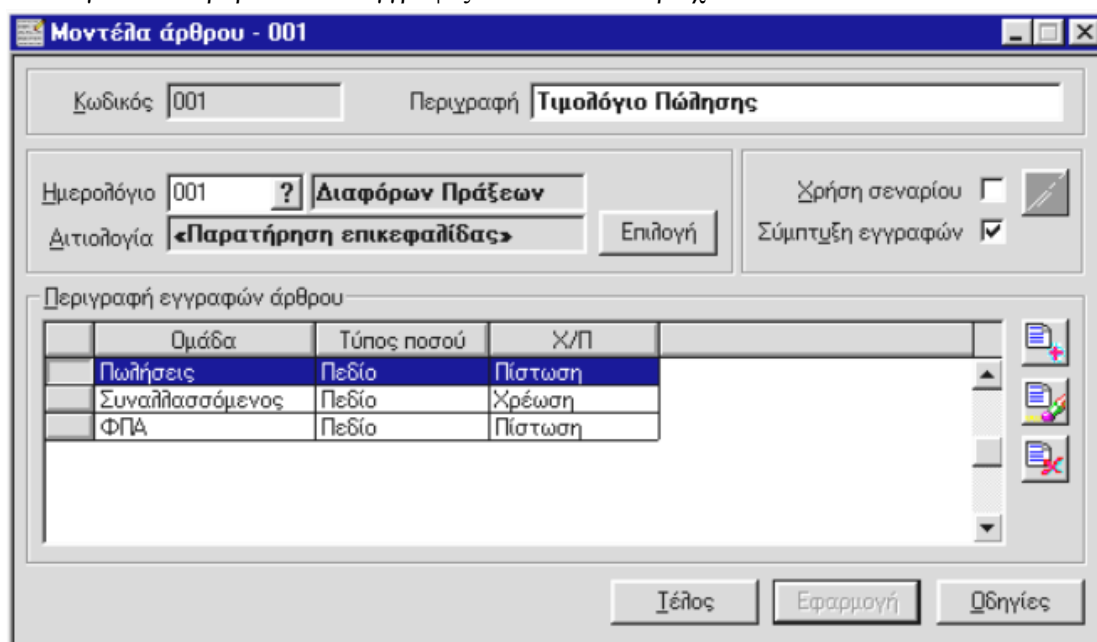 Μοντέλα άρθρου - 001
Κωδικός 001 Περιγραφή Τιμολόγιο Πώλησης
Ημερολόγιο 001 ? Διαφόρων Πράξεων
Αιτιολογία «Παρατήρηση επικεφαλίδας» Επιλογή
Χρήση σεναρίου
Σύμπτυξη εγγραφών
Περιγραφή εγγραφών άρθρου
Ομάδα Τύπος ποσού Χ/Π
Πωλήσεις Πεδίο Πίστωση
Συναλλασσόμενος Πεδίο Χρέωση
ΦΠΑ Πεδίο Πίστωση
Τέλος Εφαρμογή Οδηγίες